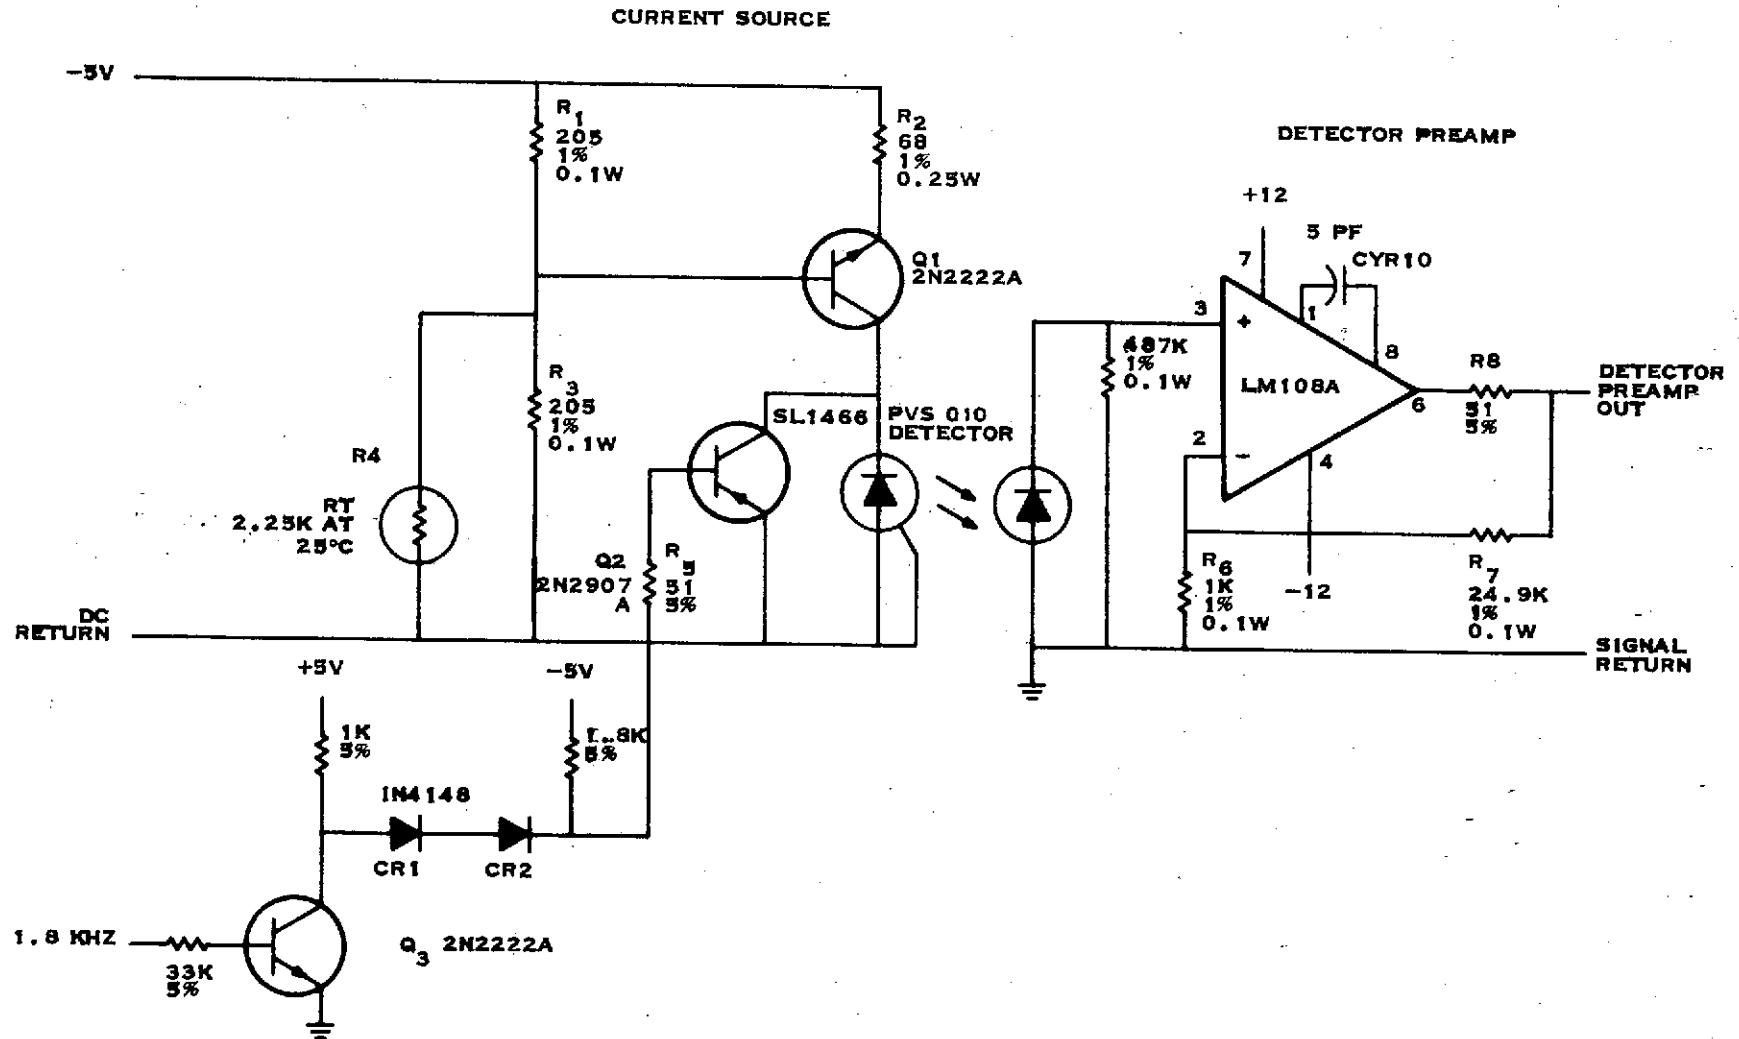 CURRENT SOURCE
-5V
R1
205
1%
0.1W
R2
68
1%
0.25W
DETECTOR PREAMP
+12
5 PF
CYR10
7
1
8
3
+
2
-
4
6
LM108A
-12
Q1
2N2222A
487K
1%
0.1W
R8
51
5%
DETECTOR
PREAMP
OUT
R3
205
1%
0.1W
SL1466
PVS 010
DETECTOR
R4
RT
2.25K AT
25°C
Q2
2N2907
A
R5
51
5%
R6
1K
1%
0.1W
R7
24.9K
1%
0.1W
DC
RETURN
SIGNAL
RETURN
+5V
-5V
1K
5%
1.8K
5%
IN4148
CR1
CR2
1.8 KHZ
33K
5%
Q3 2N2222A